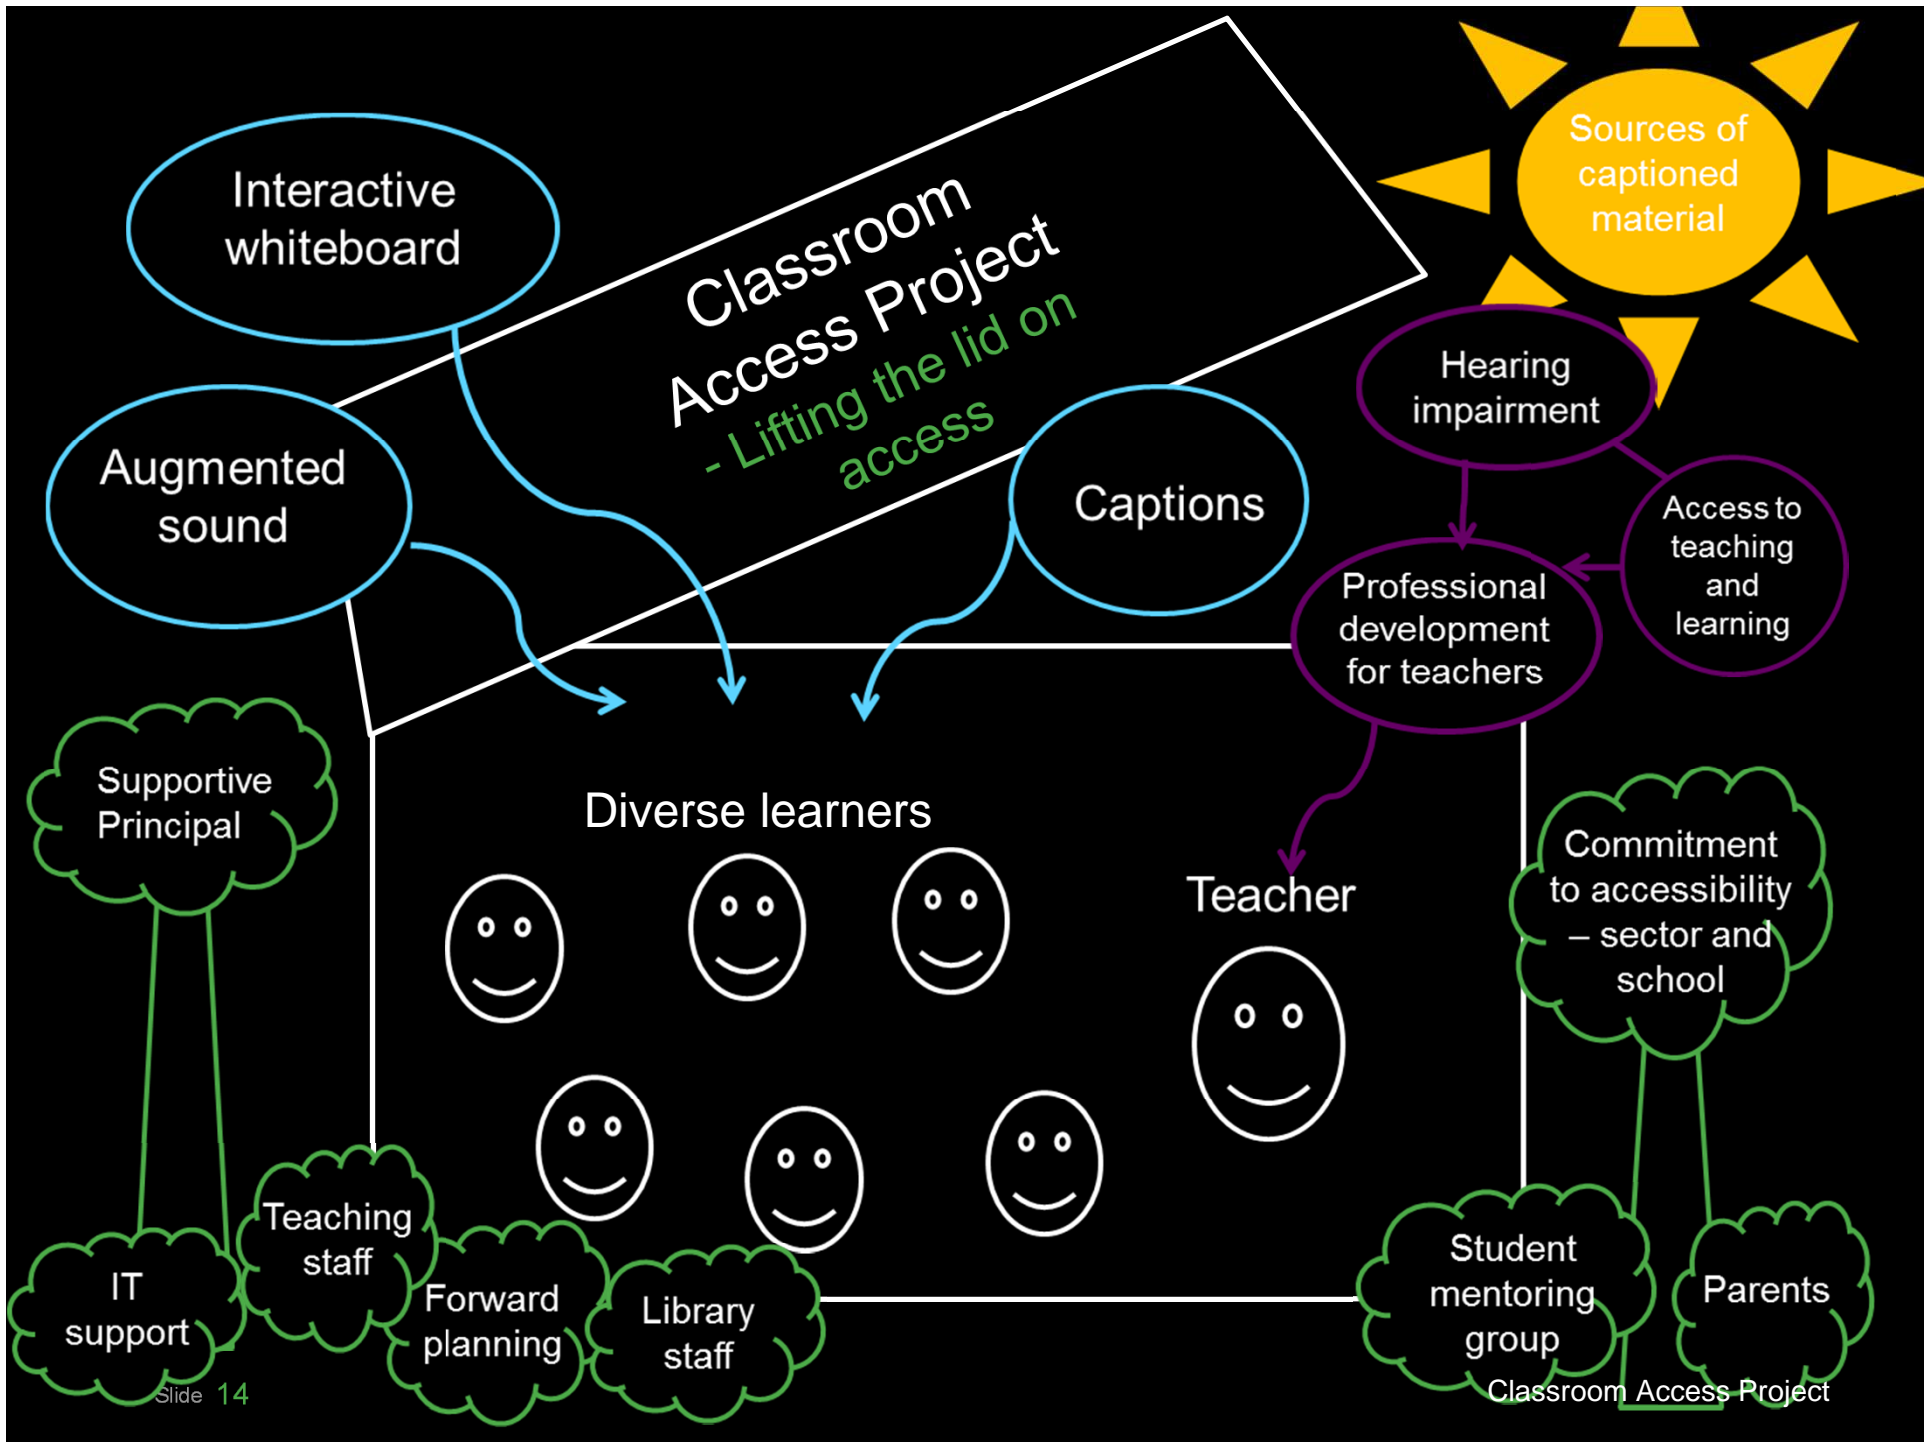 Interactive
whiteboard
Classroom
Access Project
- Lifting the lid on
access
Sources of
captioned
material
Augmented
sound
Captions
Hearing
impairment
Access to
teaching
and
learning
Professional
development
for teachers
Supportive
Principal
Diverse learners
Teacher
Commitment
to accessibility
– sector and
school
Teaching
staff
IT
support
Forward
planning
Library
staff
Student
mentoring
group
Parents
Slide 14
Classroom Access Project